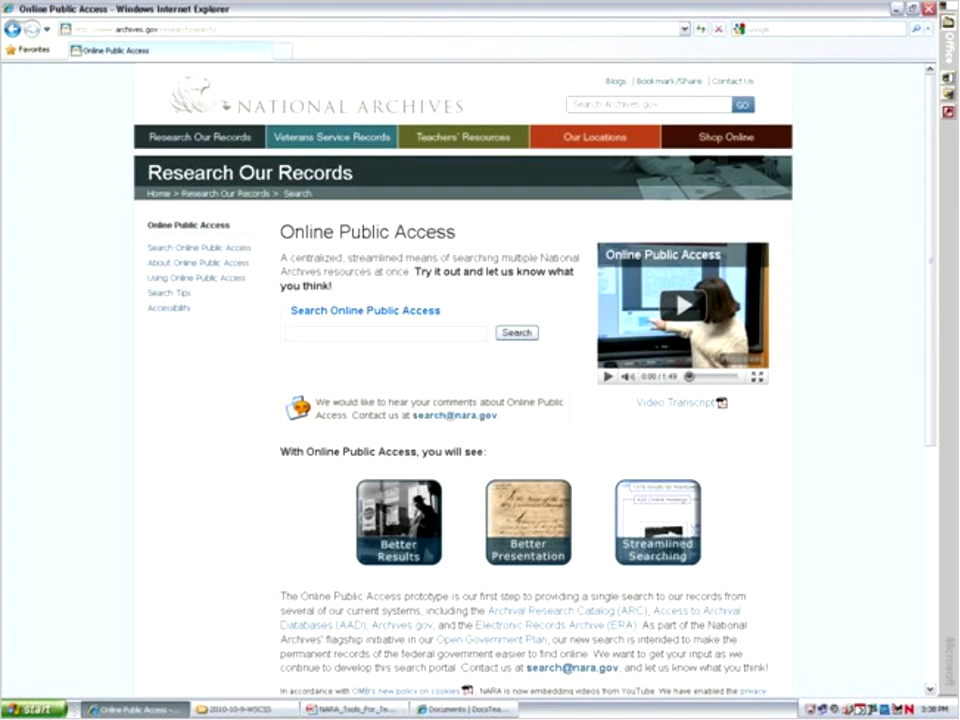 Online Public Access - Windows Internet Explorer
Favorites
Online Public Access
Office
Blogs | Bookmark/Share | Contact Us
NATIONAL ARCHIVES
Search Archives.gov
GO
Research Our Records
Veterans Service Records
Teachers' Resources
Our Locations
Shop Online
Research Our Records
Home > Research Our Records > Search
Online Public Access
Search Online Public Access
About Online Public Access
Using Online Public Access
Search Tips
Accessibility
Online Public Access
A centralized, streamlined means of searching multiple National
Archives resources at once. Try it out and let us know what
you think!
Search Online Public Access
Search
We would like to hear your comments about Online Public
Access. Contact us at search@nara.gov
Online Public Access
0:00 / 1:49
Video Transcript
With Online Public Access, you will see:
Better
Results
Better
Presentation
Streamlined
Searching
The Online Public Access prototype is our first step to providing a single search to our records from
several of our current systems, including the Archival Research Catalog (ARC), Access to Archival
Databases (AAD), Archives.gov, and the Electronic Records Archive (ERA). As part of the National
Archives' flagship initiative in our Open Government Plan, our new search is intended to make the
permanent records of the federal government easier to find online. We want to get your input as we
continue to develop this search portal. Contact us at search@nara.gov, and let us know what you think!
In accordance with OMB's new policy on cookies, NARA is now embedding videos from YouTube. We have enabled the privacy
Microsoft
start
Online Public Access -...
2010-10-9-WSCSS
NARA_Tools_For_Te...
Documents | DocsTea...
3:38 PM